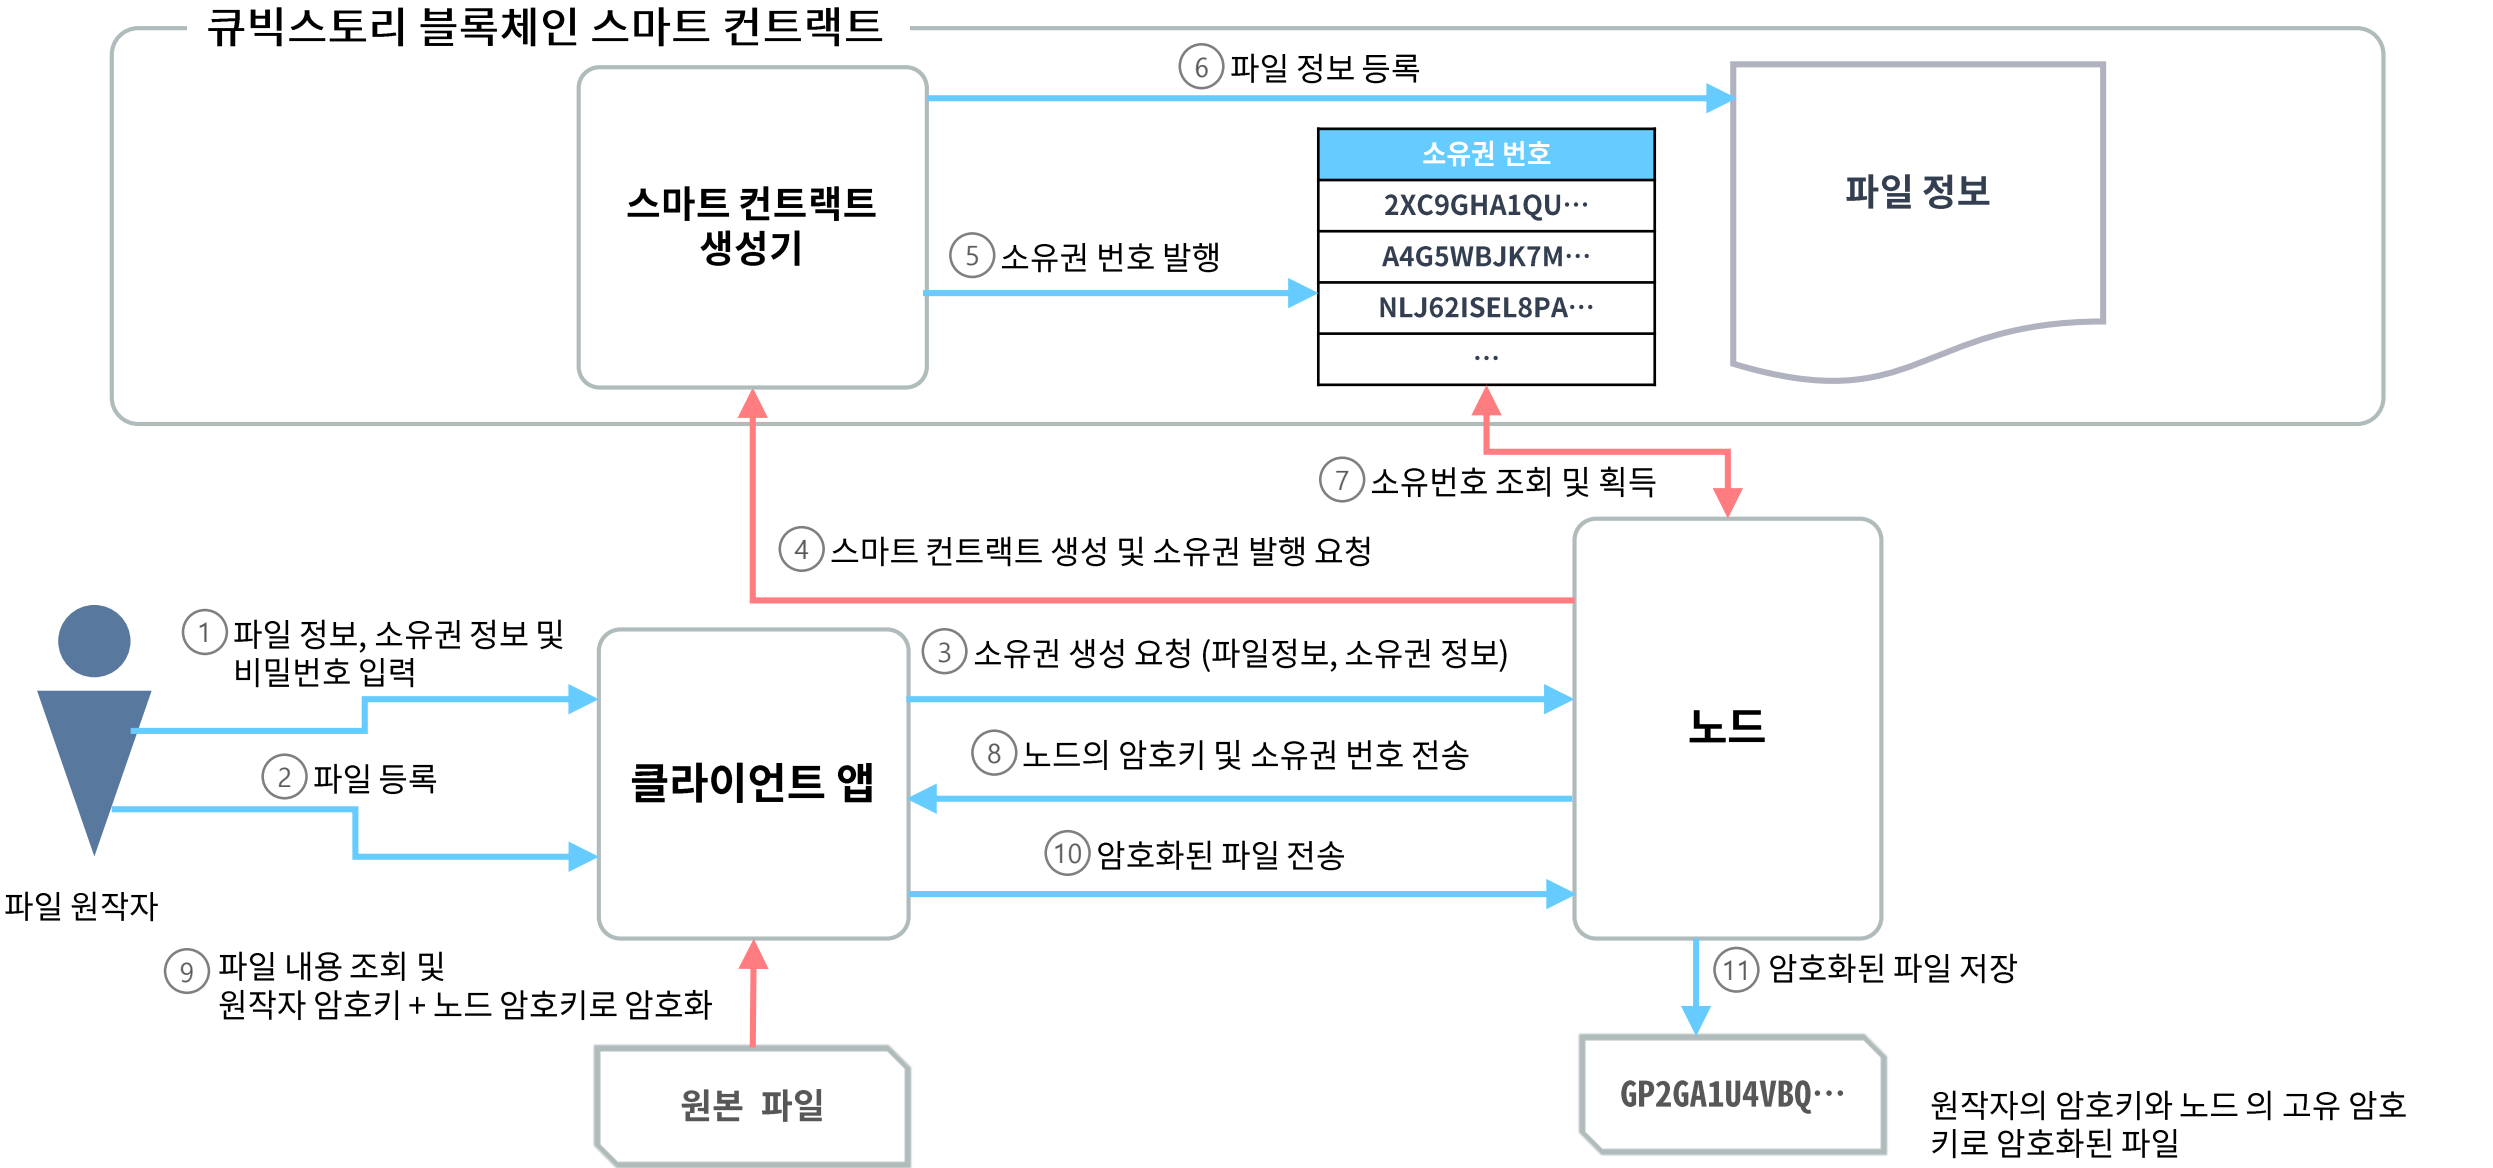 큐빅스토리 블록체인 스마트 컨트랙트
⑥ 파일 정보 등록
스마트 컨트랙트
생성기
소유권 번호
2XC9GHA1QU···
A4G5WBJK7M···
NLJ6ISEL8PA···
···
파일 정보
⑤ 소유권 번호 발행
⑦ 소유번호 조회 및 획득
④ 스마트 컨트랙트 생성 및 소유권 발행 요청
① 파일 정보, 소유권 정보 및
비밀번호 입력
③ 소유권 생성 요청 (파일정보, 소유권 정보)
노드
② 파일 등록
클라이언트 앱
⑧ 노드의 암호키 및 소유권 번호 전송
⑩ 암호화된 파일 전송
파일 원작자
⑨ 파일 내용 조회 및
원작자 암호키 + 노드 암호키로 암호화
⑪ 암호화된 파일 저장
원본 파일
GP2GA1U4VBQ···
원작자의 암호키와 노드 의 고유 암호
키로 암호화된 파일